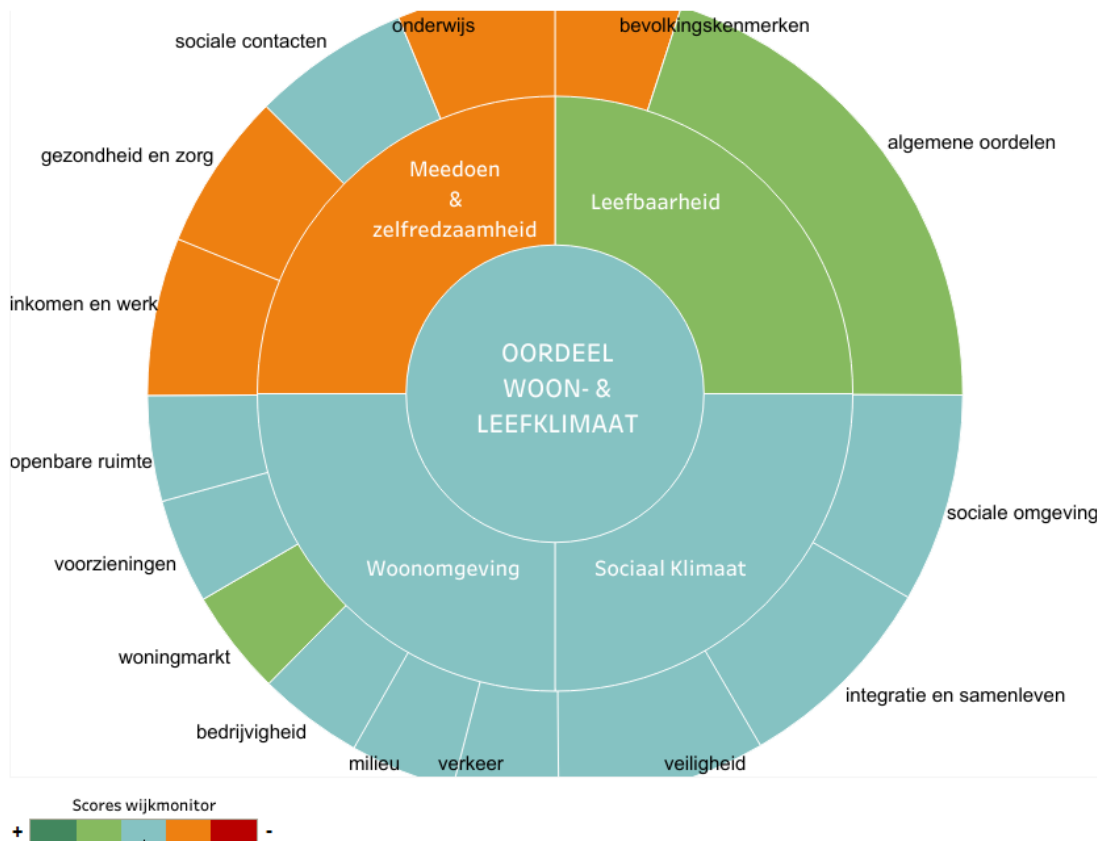 onderwijs
bevolkingskenmerken
sociale contacten
algemene oordelen
gezondheid en zorg
Meedoen
&
zelfredzaamheid
Leefbaarheid
inkomen en werk
OORDEEL
WOON- &
LEEFKLIMAAT
openbare ruimte
sociale omgeving
voorzieningen
Woonomgeving
Sociaal Klimaat
woningmarkt
integratie en samenleven
bedrijvigheid
milieu
verkeer
veiligheid
Scores wijkmonitor
+ -